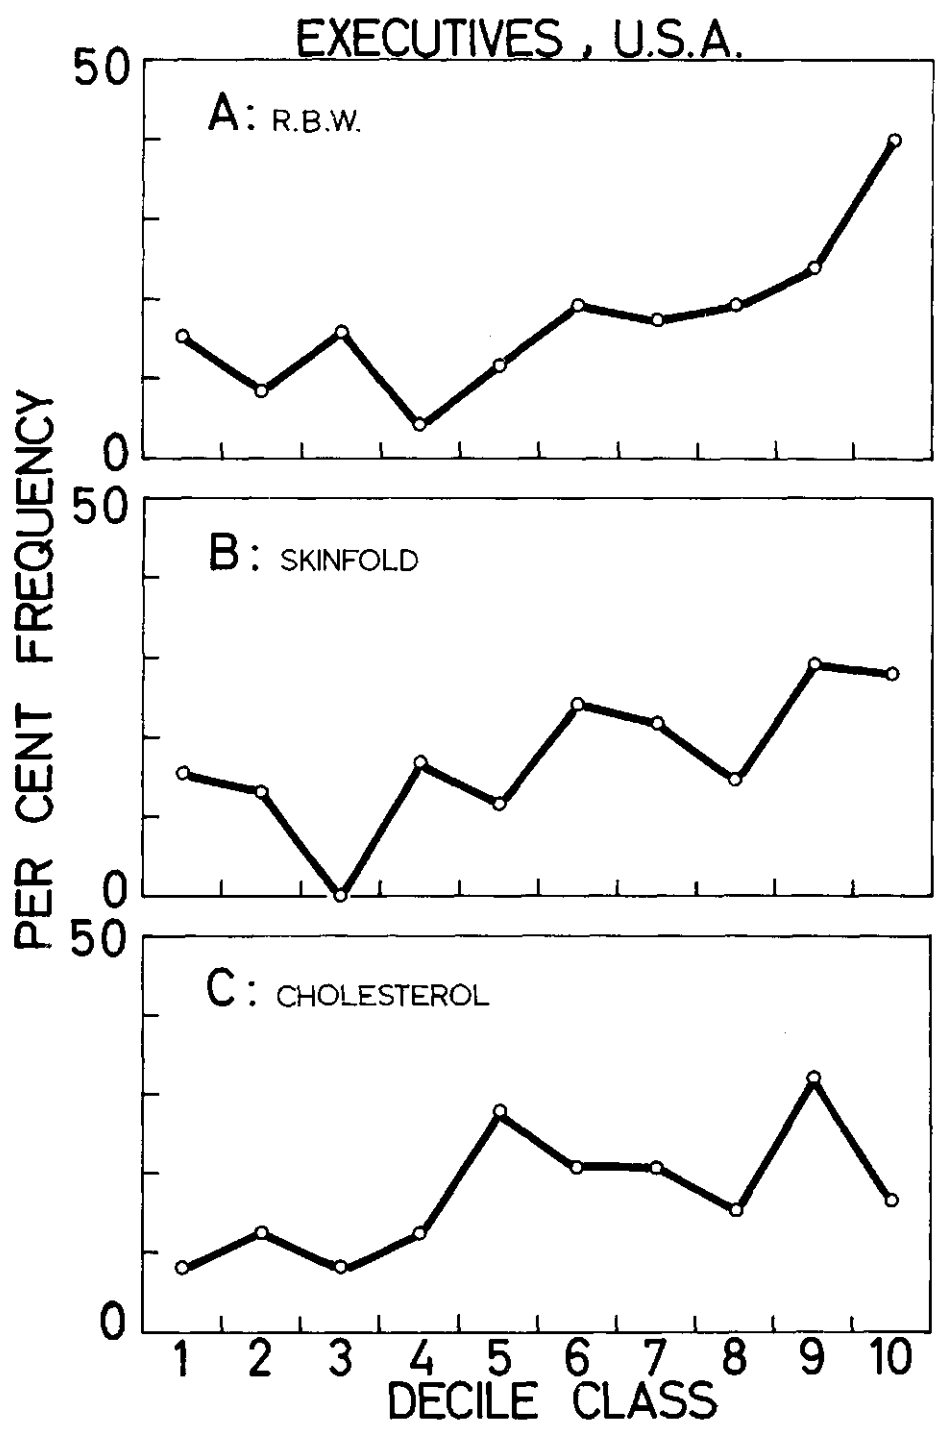 EXECUTIVES, U.S.A.
50
A: R.B.W.
0
50
B: SKINFOLD
0
50
C: CHOLESTEROL
0
PER CENT FREQUENCY
1 2 3 4 5 6 7 8 9 10
DECILE CLASS